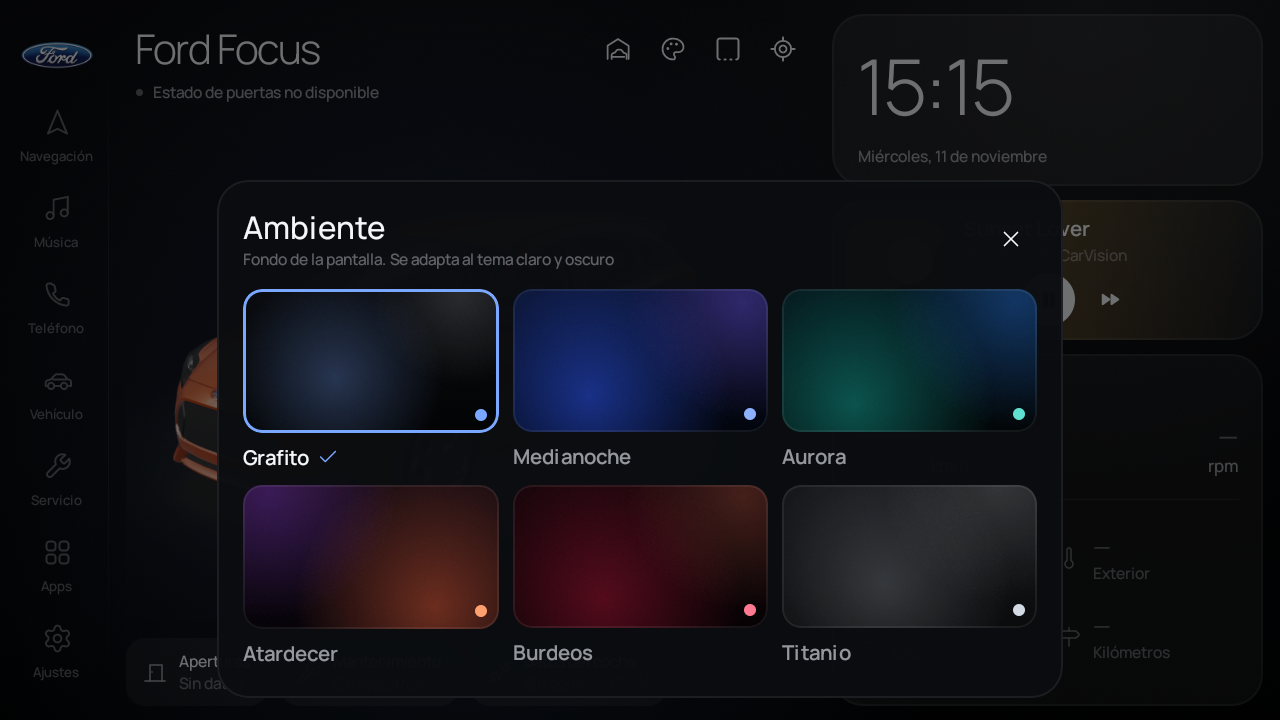 Ford
Ford Focus
Estado de puertas no disponible
15:15
Miércoles, 11 de noviembre
Navegación
Música
Teléfono
Vehículo
Servicio
Apps
Ajustes
Ambiente
Fondo de la pantalla. Se adapta al tema claro y oscuro
Grafito
Medianoche
Aurora
Atardecer
Burdeos
Titanio
CarVision
rpm
Exterior
Kilómetros